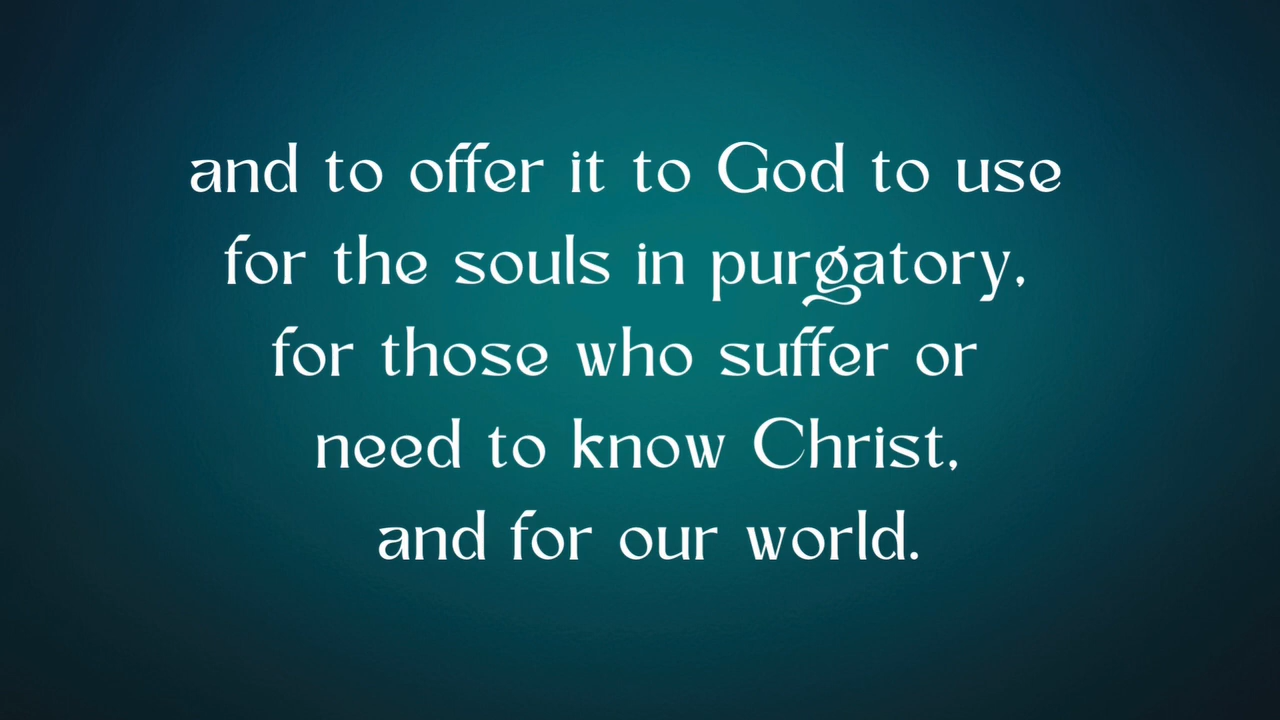 and to offer it to God to use
for the souls in purgatory,
for those who suffer or
need to know Christ,
and for our world.